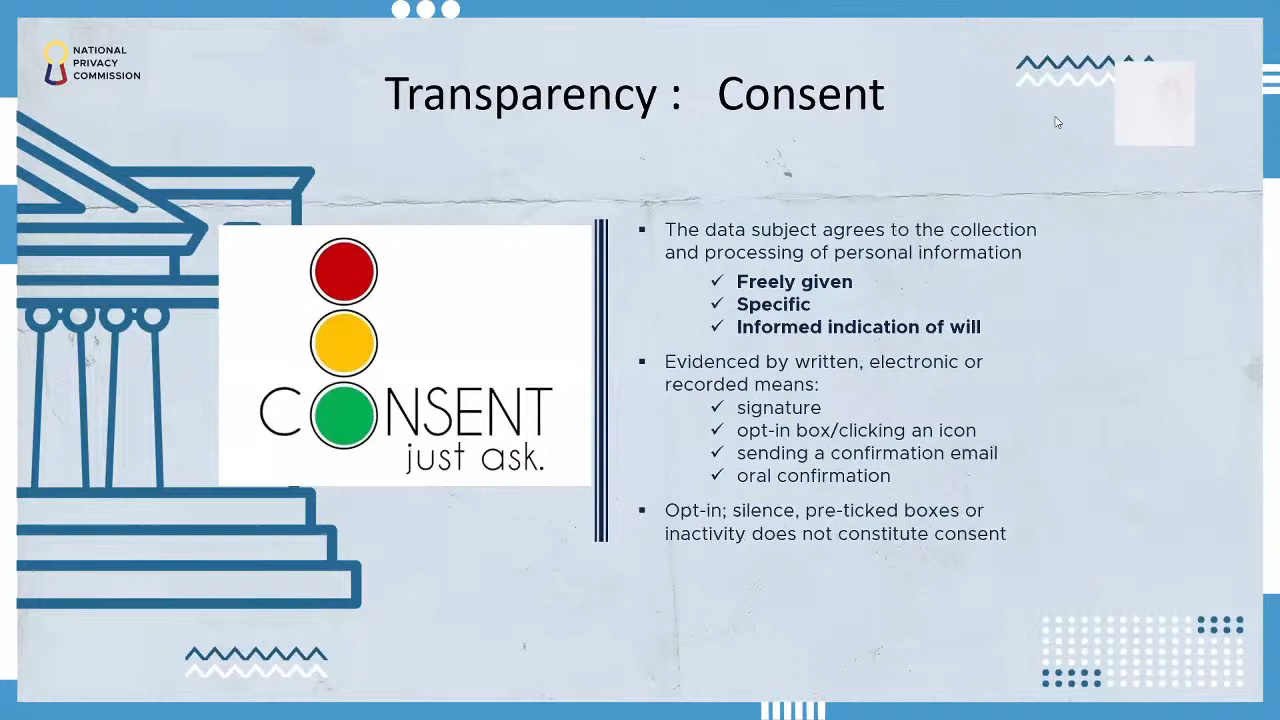 NATIONAL
PRIVACY
COMMISSION
Transparency : Consent
CONSENT
just ask.
▪ The data subject agrees to the collection
and processing of personal information
✓ Freely given
✓ Specific
✓ Informed indication of will
▪ Evidenced by written, electronic or
recorded means:
✓ signature
✓ opt-in box/clicking an icon
✓ sending a confirmation email
✓ oral confirmation
▪ Opt-in; silence, pre-ticked boxes or
inactivity does not constitute consent